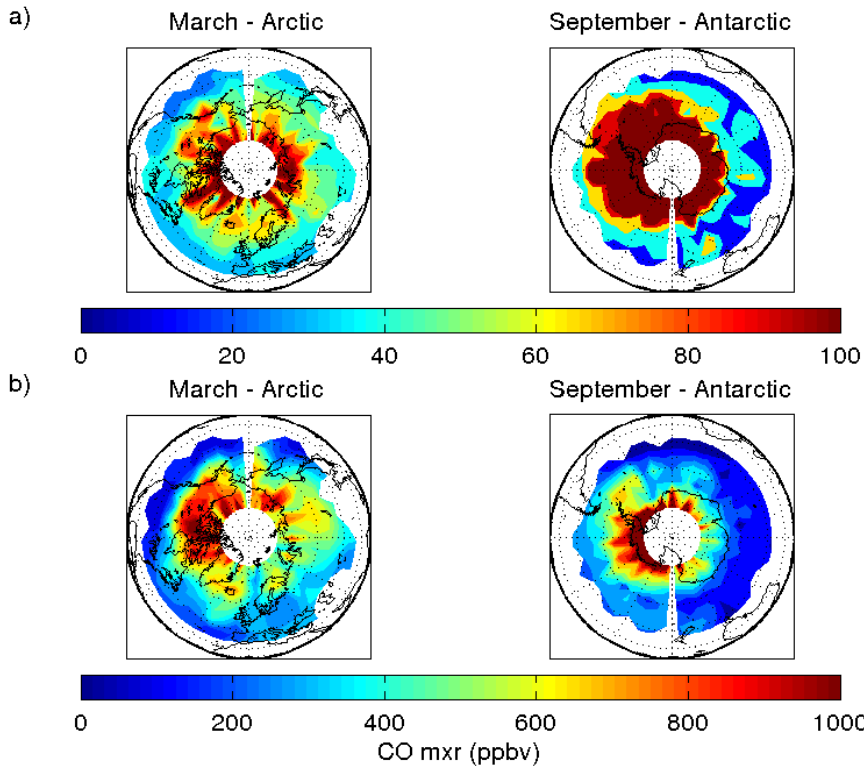 a)
March - Arctic
September - Antarctic
0 20 40 60 80 100
b)
March - Arctic
September - Antarctic
0 200 400 600 800 1000
CO mxr (ppbv)